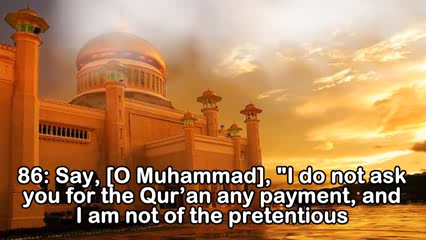 86: Say, [O Muhammad], "I do not ask
you for the Qur’an any payment, and
I am not of the pretentious